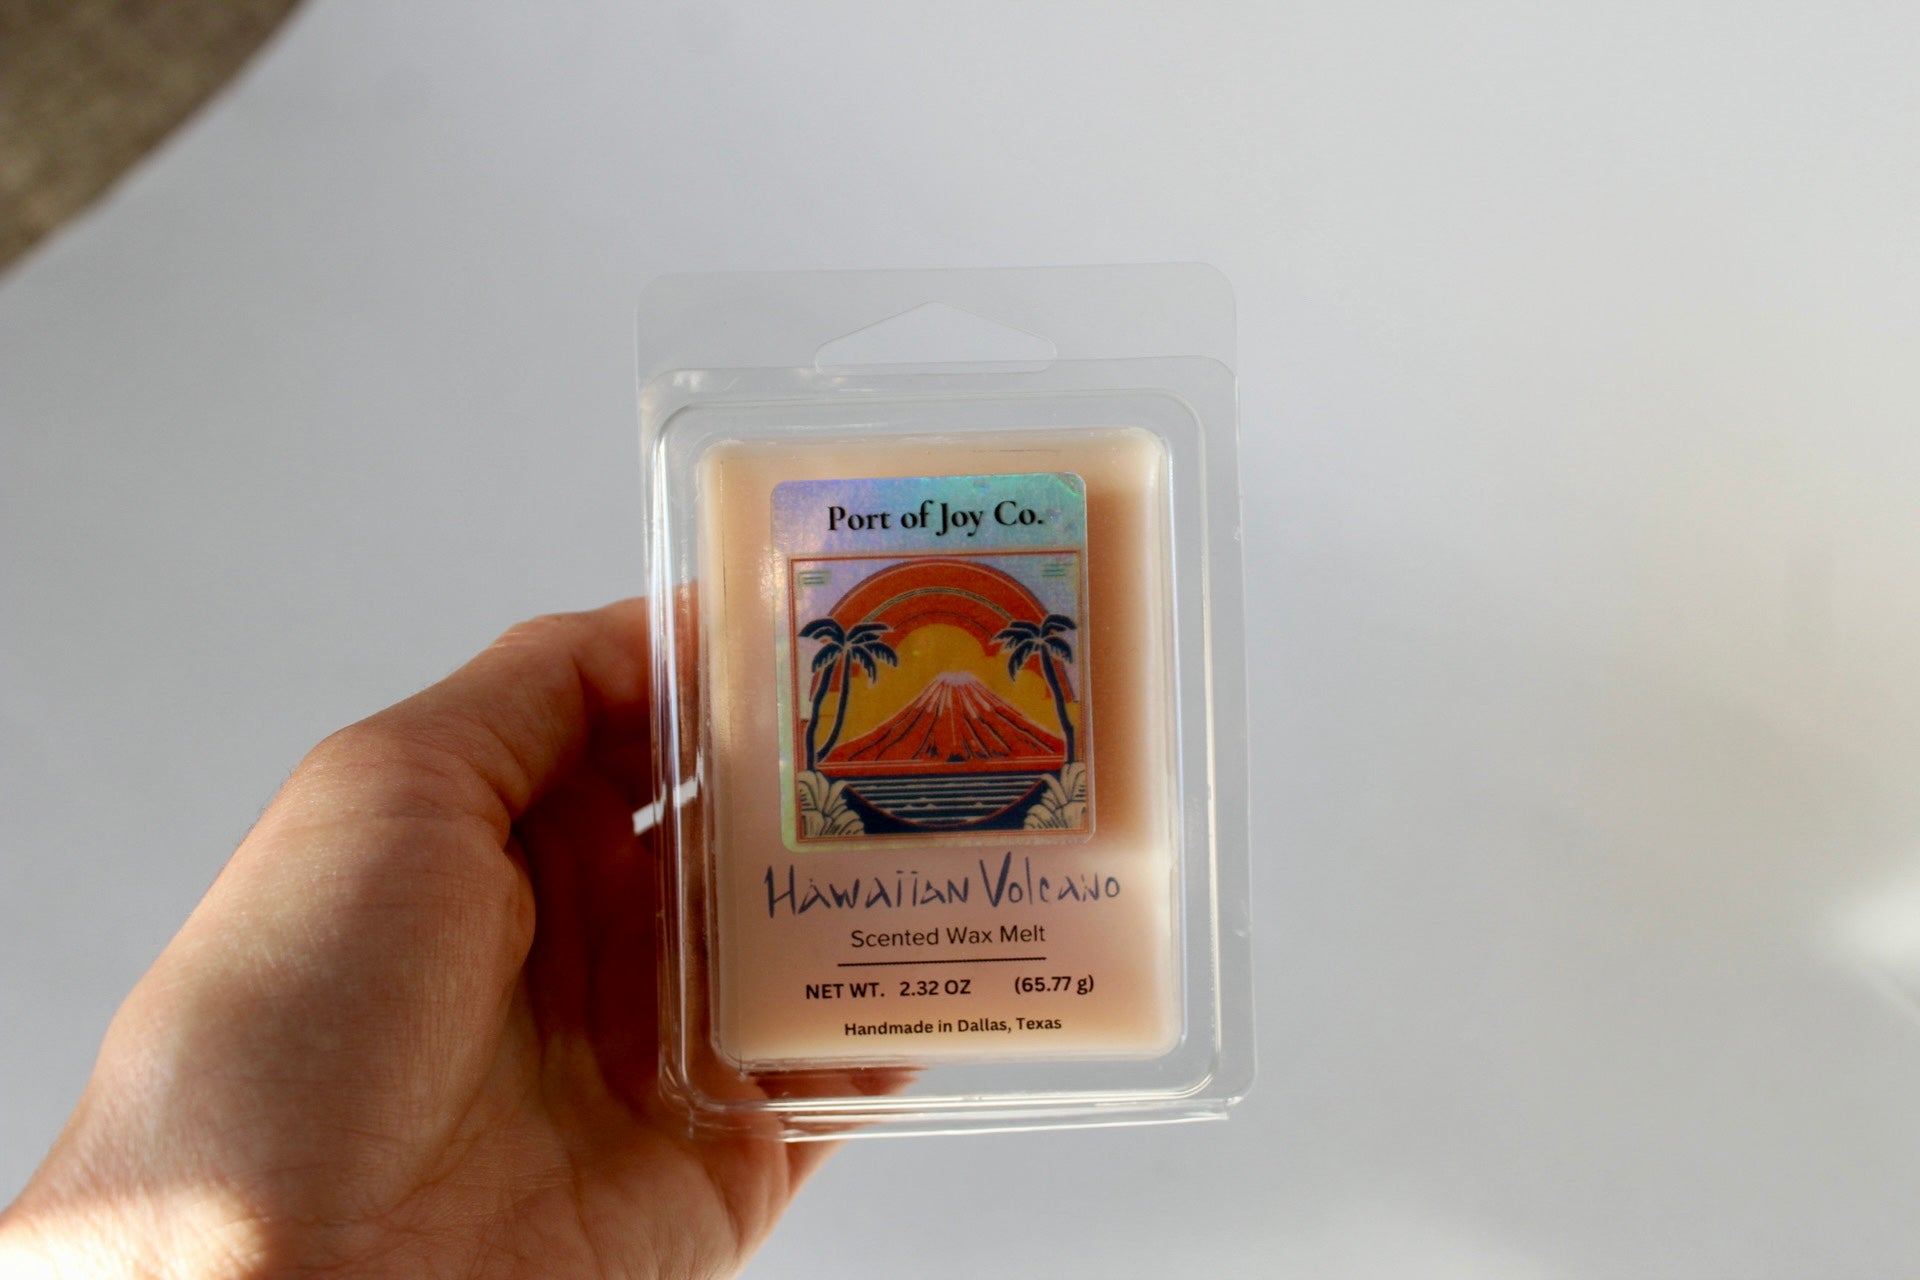 Port of Joy Co.
Hawaiian Volcano
Scented Wax Melt
NET WT. 2.32 OZ (65.77 g)
Handmade in Dallas, Texas